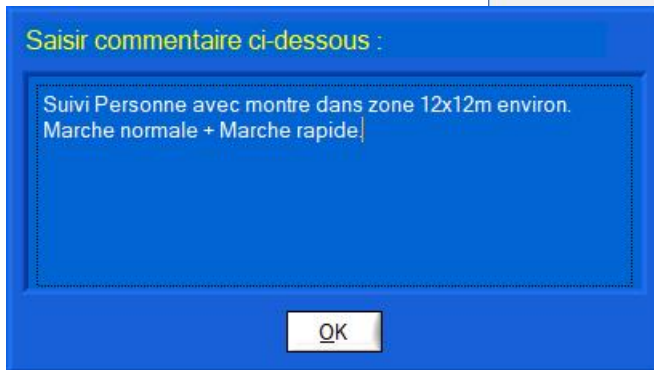 Saisir commentaire ci-dessous :
Suivi Personne avec montre dans zone 12x12m environ.
Marche normale + Marche rapide.
OK